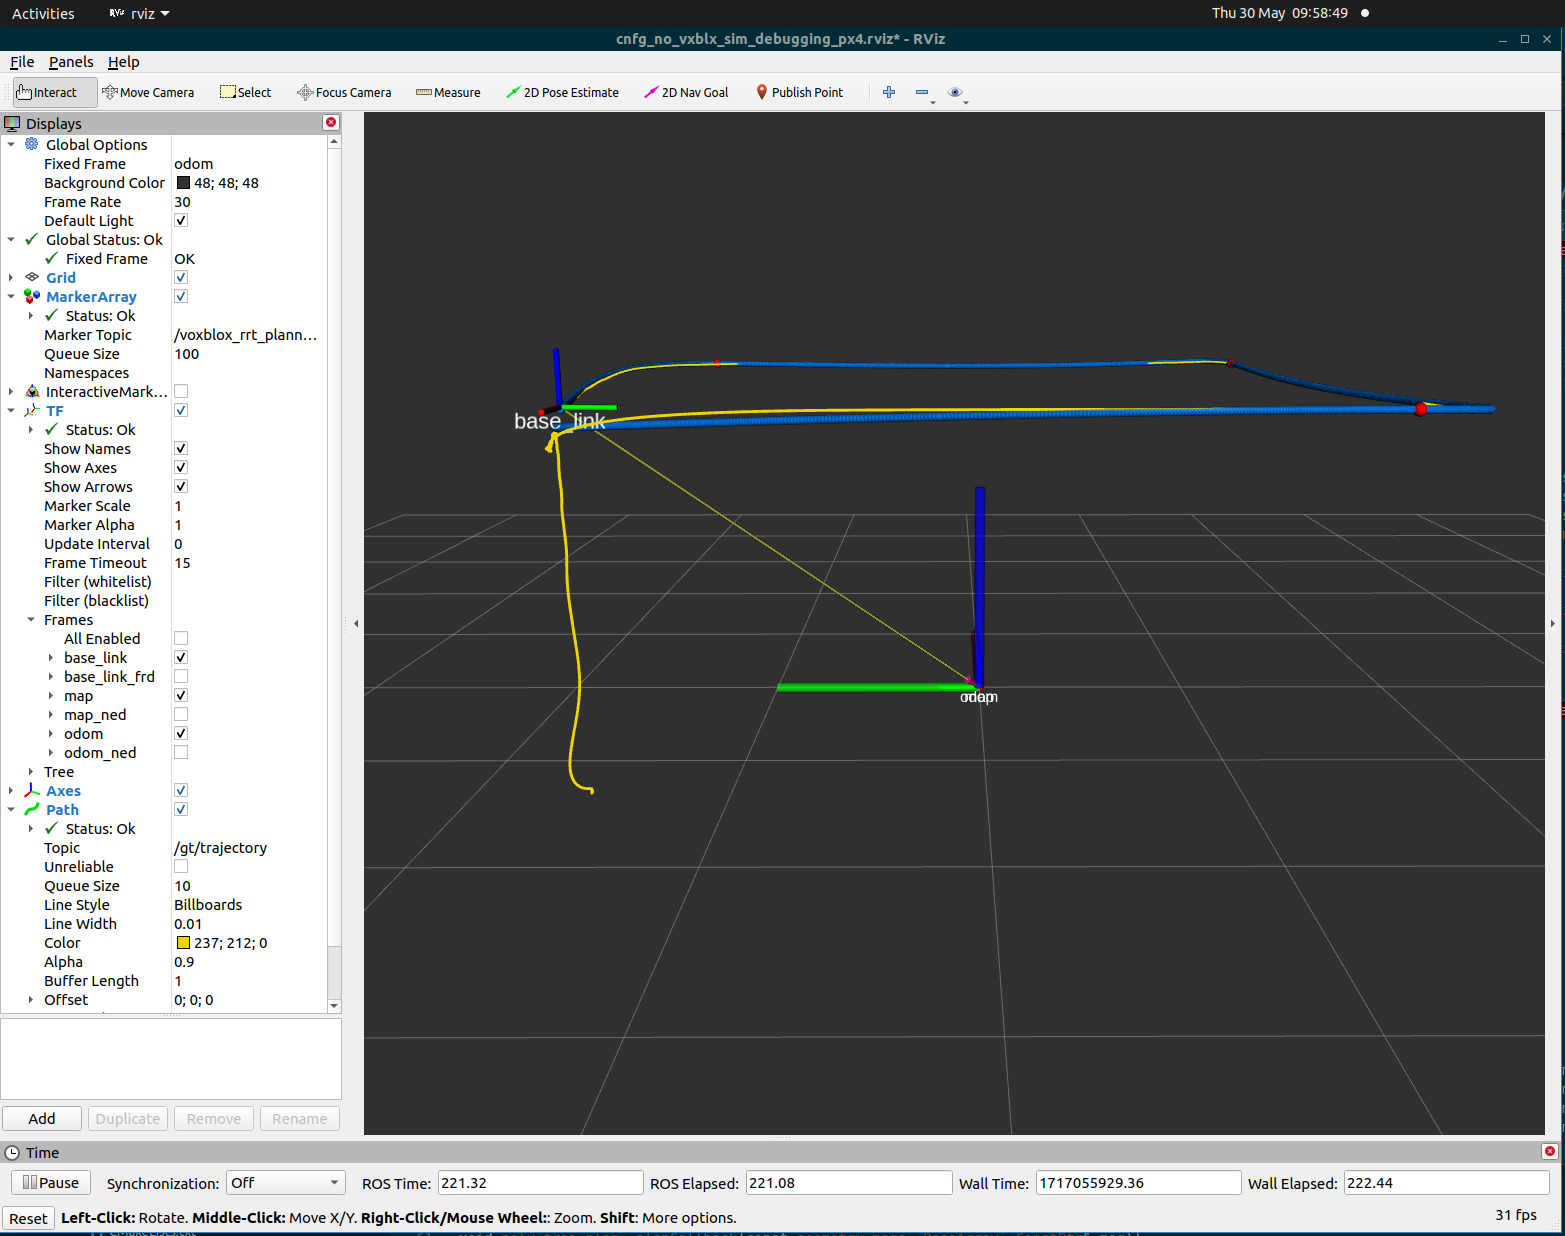 Activities rviz Thu 30 May 09:58:49
cnfg_no_vxblx_sim_debugging_px4.rviz* - RViz
File Panels Help
Interact Move Camera Select Focus Camera Measure 2D Pose Estimate 2D Nav Goal Publish Point
Displays
Global Options
Fixed Frame odom
Background Color 48; 48; 48
Frame Rate 30
Default Light
Global Status: Ok
Fixed Frame OK
Grid
MarkerArray
Status: Ok
Marker Topic /voxblox_rrt_plann...
Queue Size 100
Namespaces
InteractiveMark...
TF
Status: Ok
Show Names
Show Axes
Show Arrows
Marker Scale 1
Marker Alpha 1
Update Interval 0
Frame Timeout 15
Filter (whitelist)
Filter (blacklist)
Frames
All Enabled
base_link
base_link_frd
map
map_ned
odom
odom_ned
Tree
Axes
Path
Status: Ok
Topic /gt/trajectory
Unreliable
Queue Size 10
Line Style Billboards
Line Width 0.01
Color 237; 212; 0
Alpha 0.9
Buffer Length 1
Offset 0; 0; 0
base_link
Add Duplicate Remove Rename
Time
Pause Synchronization: Off ROS Time: 221.32 ROS Elapsed: 221.08 Wall Time: 1717055929.36 Wall Elapsed: 222.44
Reset Left-Click: Rotate. Middle-Click: Move X/Y. Right-Click/Mouse Wheel:: Zoom. Shift: More options. 31 fps